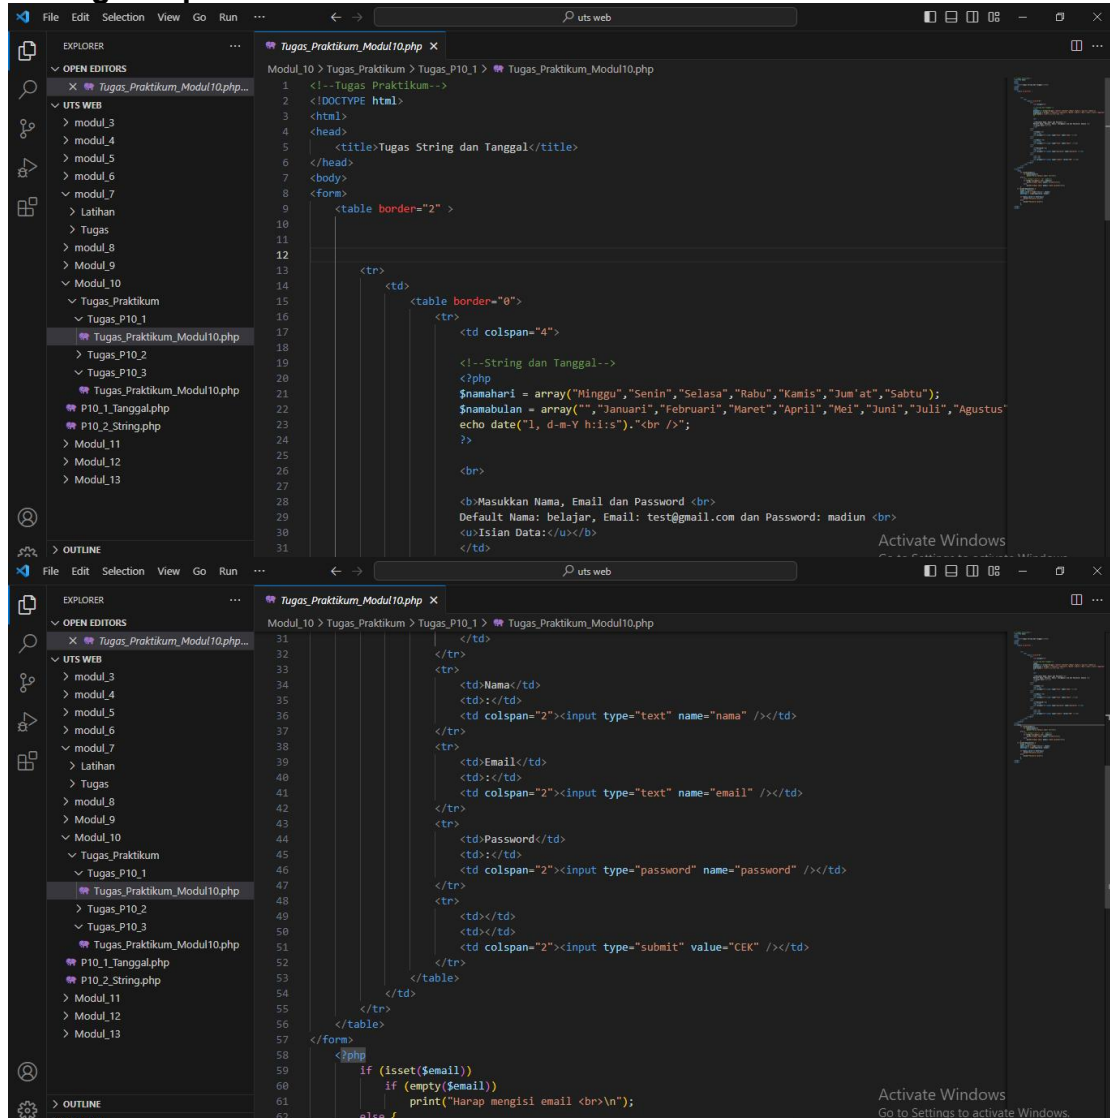 File Edit Selection View Go Run ··· uts web
EXPLORER ··· Tugas_Praktikum_Modul10.php
OPEN EDITORS
Tugas_Praktikum_Modul10.php...
UTS WEB
modul_3
modul_4
modul_5
modul_6
modul_7
Latihan
Tugas
modul_8
Modul_9
Modul_10
Tugas_Praktikum
Tugas_P10_1
Tugas_Praktikum_Modul10.php
Tugas_P10_2
Tugas_P10_3
Tugas_Praktikum_Modul10.php
P10_1_Tanggal.php
P10_2_String.php
Modul_11
Modul_12
Modul_13
OUTLINE
Modul_10 > Tugas_Praktikum > Tugas_P10_1 > Tugas_Praktikum_Modul10.php
1 <!--Tugas Praktikum-->
2 <!DOCTYPE html>
3 <html>
4 <head>
5 <title>Tugas String dan Tanggal</title>
6 </head>
7 <body>
8 <form>
9 <table border="2" >
10
11
12
13 <tr>
14 <td>
15 <table border="0">
16 <tr>
17 <td colspan="4">
18
19 <!--String dan Tanggal-->
20 <?php
21 $namahari = array("Minggu","Senin","Selasa","Rabu","Kamis","Jum'at","Sabtu");
22 $namabulan = array("","Januari","Februari","Maret","April","Mei","Juni","Juli","Agustus"
23 echo date("l, d-m-Y h:i:s")."<br />";
24 ?>
25
26 <br>
27
28 <b>Masukkan Nama, Email dan Password <br>
29 Default Nama: belajar, Email: test@gmail.com dan Password: madiun <br>
30 <u>Isian Data:</u></b>
31 </td>
Activate Windows
File Edit Selection View Go Run ··· uts web
EXPLORER ··· Tugas_Praktikum_Modul10.php
OPEN EDITORS
Tugas_Praktikum_Modul10.php...
UTS WEB
modul_3
modul_4
modul_5
modul_6
modul_7
Latihan
Tugas
modul_8
Modul_9
Modul_10
Tugas_Praktikum
Tugas_P10_1
Tugas_Praktikum_Modul10.php
Tugas_P10_2
Tugas_P10_3
Tugas_Praktikum_Modul10.php
P10_1_Tanggal.php
P10_2_String.php
Modul_11
Modul_12
Modul_13
OUTLINE
Modul_10 > Tugas_Praktikum > Tugas_P10_1 > Tugas_Praktikum_Modul10.php
31 </td>
32 </tr>
33 <tr>
34 <td>Nama</td>
35 <td>:</td>
36 <td colspan="2"><input type="text" name="nama" /></td>
37 </tr>
38 <tr>
39 <td>Email</td>
40 <td>:</td>
41 <td colspan="2"><input type="text" name="email" /></td>
42 </tr>
43 <tr>
44 <td>Password</td>
45 <td>:</td>
46 <td colspan="2"><input type="password" name="password" /></td>
47 </tr>
48 <tr>
49 <td></td>
50 <td></td>
51 <td colspan="2"><input type="submit" value="CEK" /></td>
52 </tr>
53 </table>
54 </td>
55 </tr>
56 </table>
57 </form>
58 <?php
59 if (isset($email))
60 if (empty($email))
61 print("Harap mengisi email <br>\n");
62 else {
Activate Windows
Go to Settings to activate Windows.